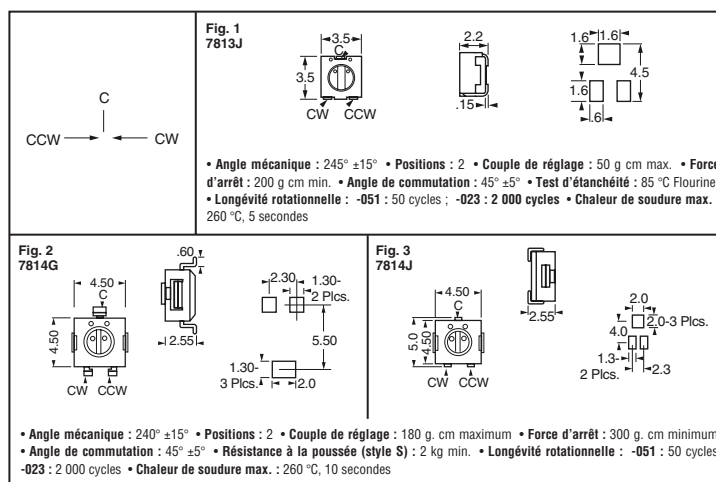 C
CCW
CW
Fig. 1
7813J
3.5
C
3.5
CW
CCW
2.2
.15
1.6
1.6
4.5
1.6
.6
• Angle mécanique : 245° ±15° • Positions : 2 • Couple de réglage : 50 g cm max. • Force
d'arrêt : 200 g cm min. • Angle de commutation : 45° ±5° • Test d'étanchéité : 85 °C Flourine
• Longévité rotationnelle : -051 : 50 cycles ; -023 : 2 000 cycles • Chaleur de soudure max. :
260 °C, 5 secondes
Fig. 2
7814G
4.50
C
4.50
CW
CCW
.60
2.55
2.30
1.30-
2 Plcs.
5.50
1.30-
3 Plcs.
2.0
Fig. 3
7814J
4.50
C
5.0
4.50
CW
CCW
2.55
2.0
2.0-3 Plcs.
4.0
1.3-
2 Plcs.
2.3
• Angle mécanique : 240° ±15° • Positions : 2 • Couple de réglage : 180 g. cm maximum • Force d'arrêt : 300 g. cm minimum
• Angle de commutation : 45° ±5° • Résistance à la poussée (style S) : 2 kg min. • Longévité rotationnelle : -051 : 50 cycles
-023 : 2 000 cycles • Chaleur de soudure max. : 260 °C, 10 secondes